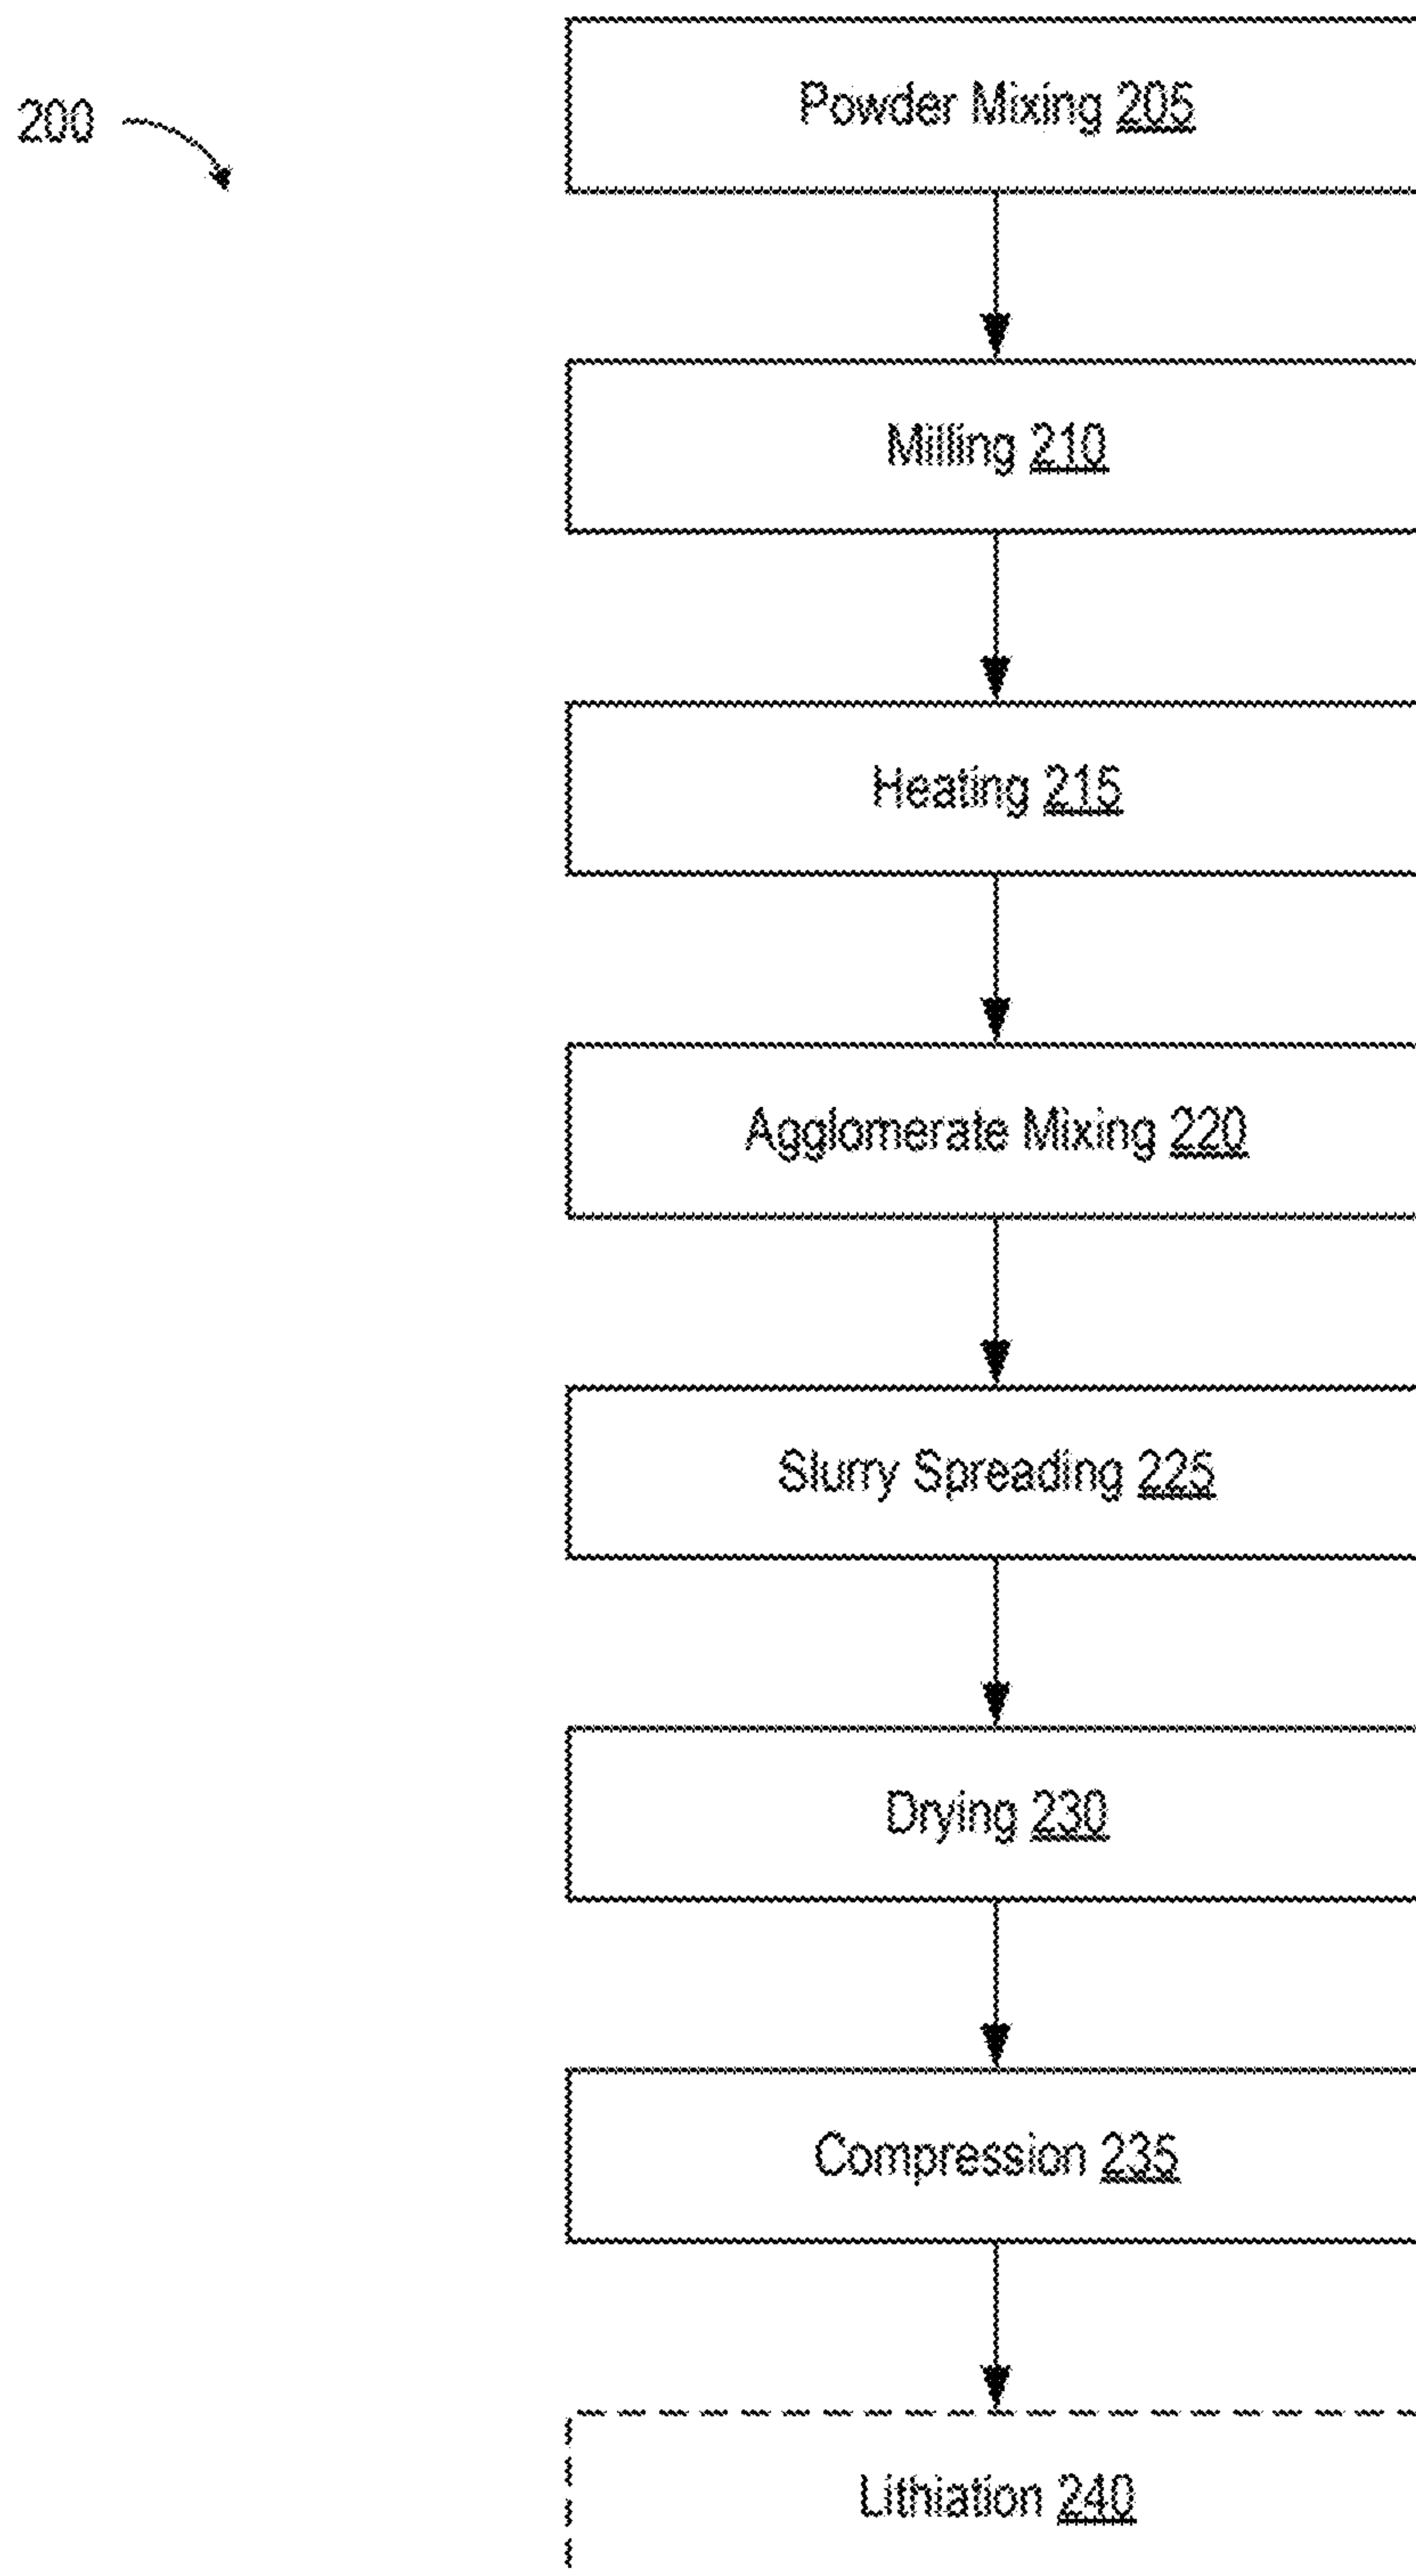 Powder Mixing 205
200
Milling 210
Heating 215
Agglomerate Mixing 220
Slurry Spreading 225
Drying 230
Compression 235
Lithiation 240